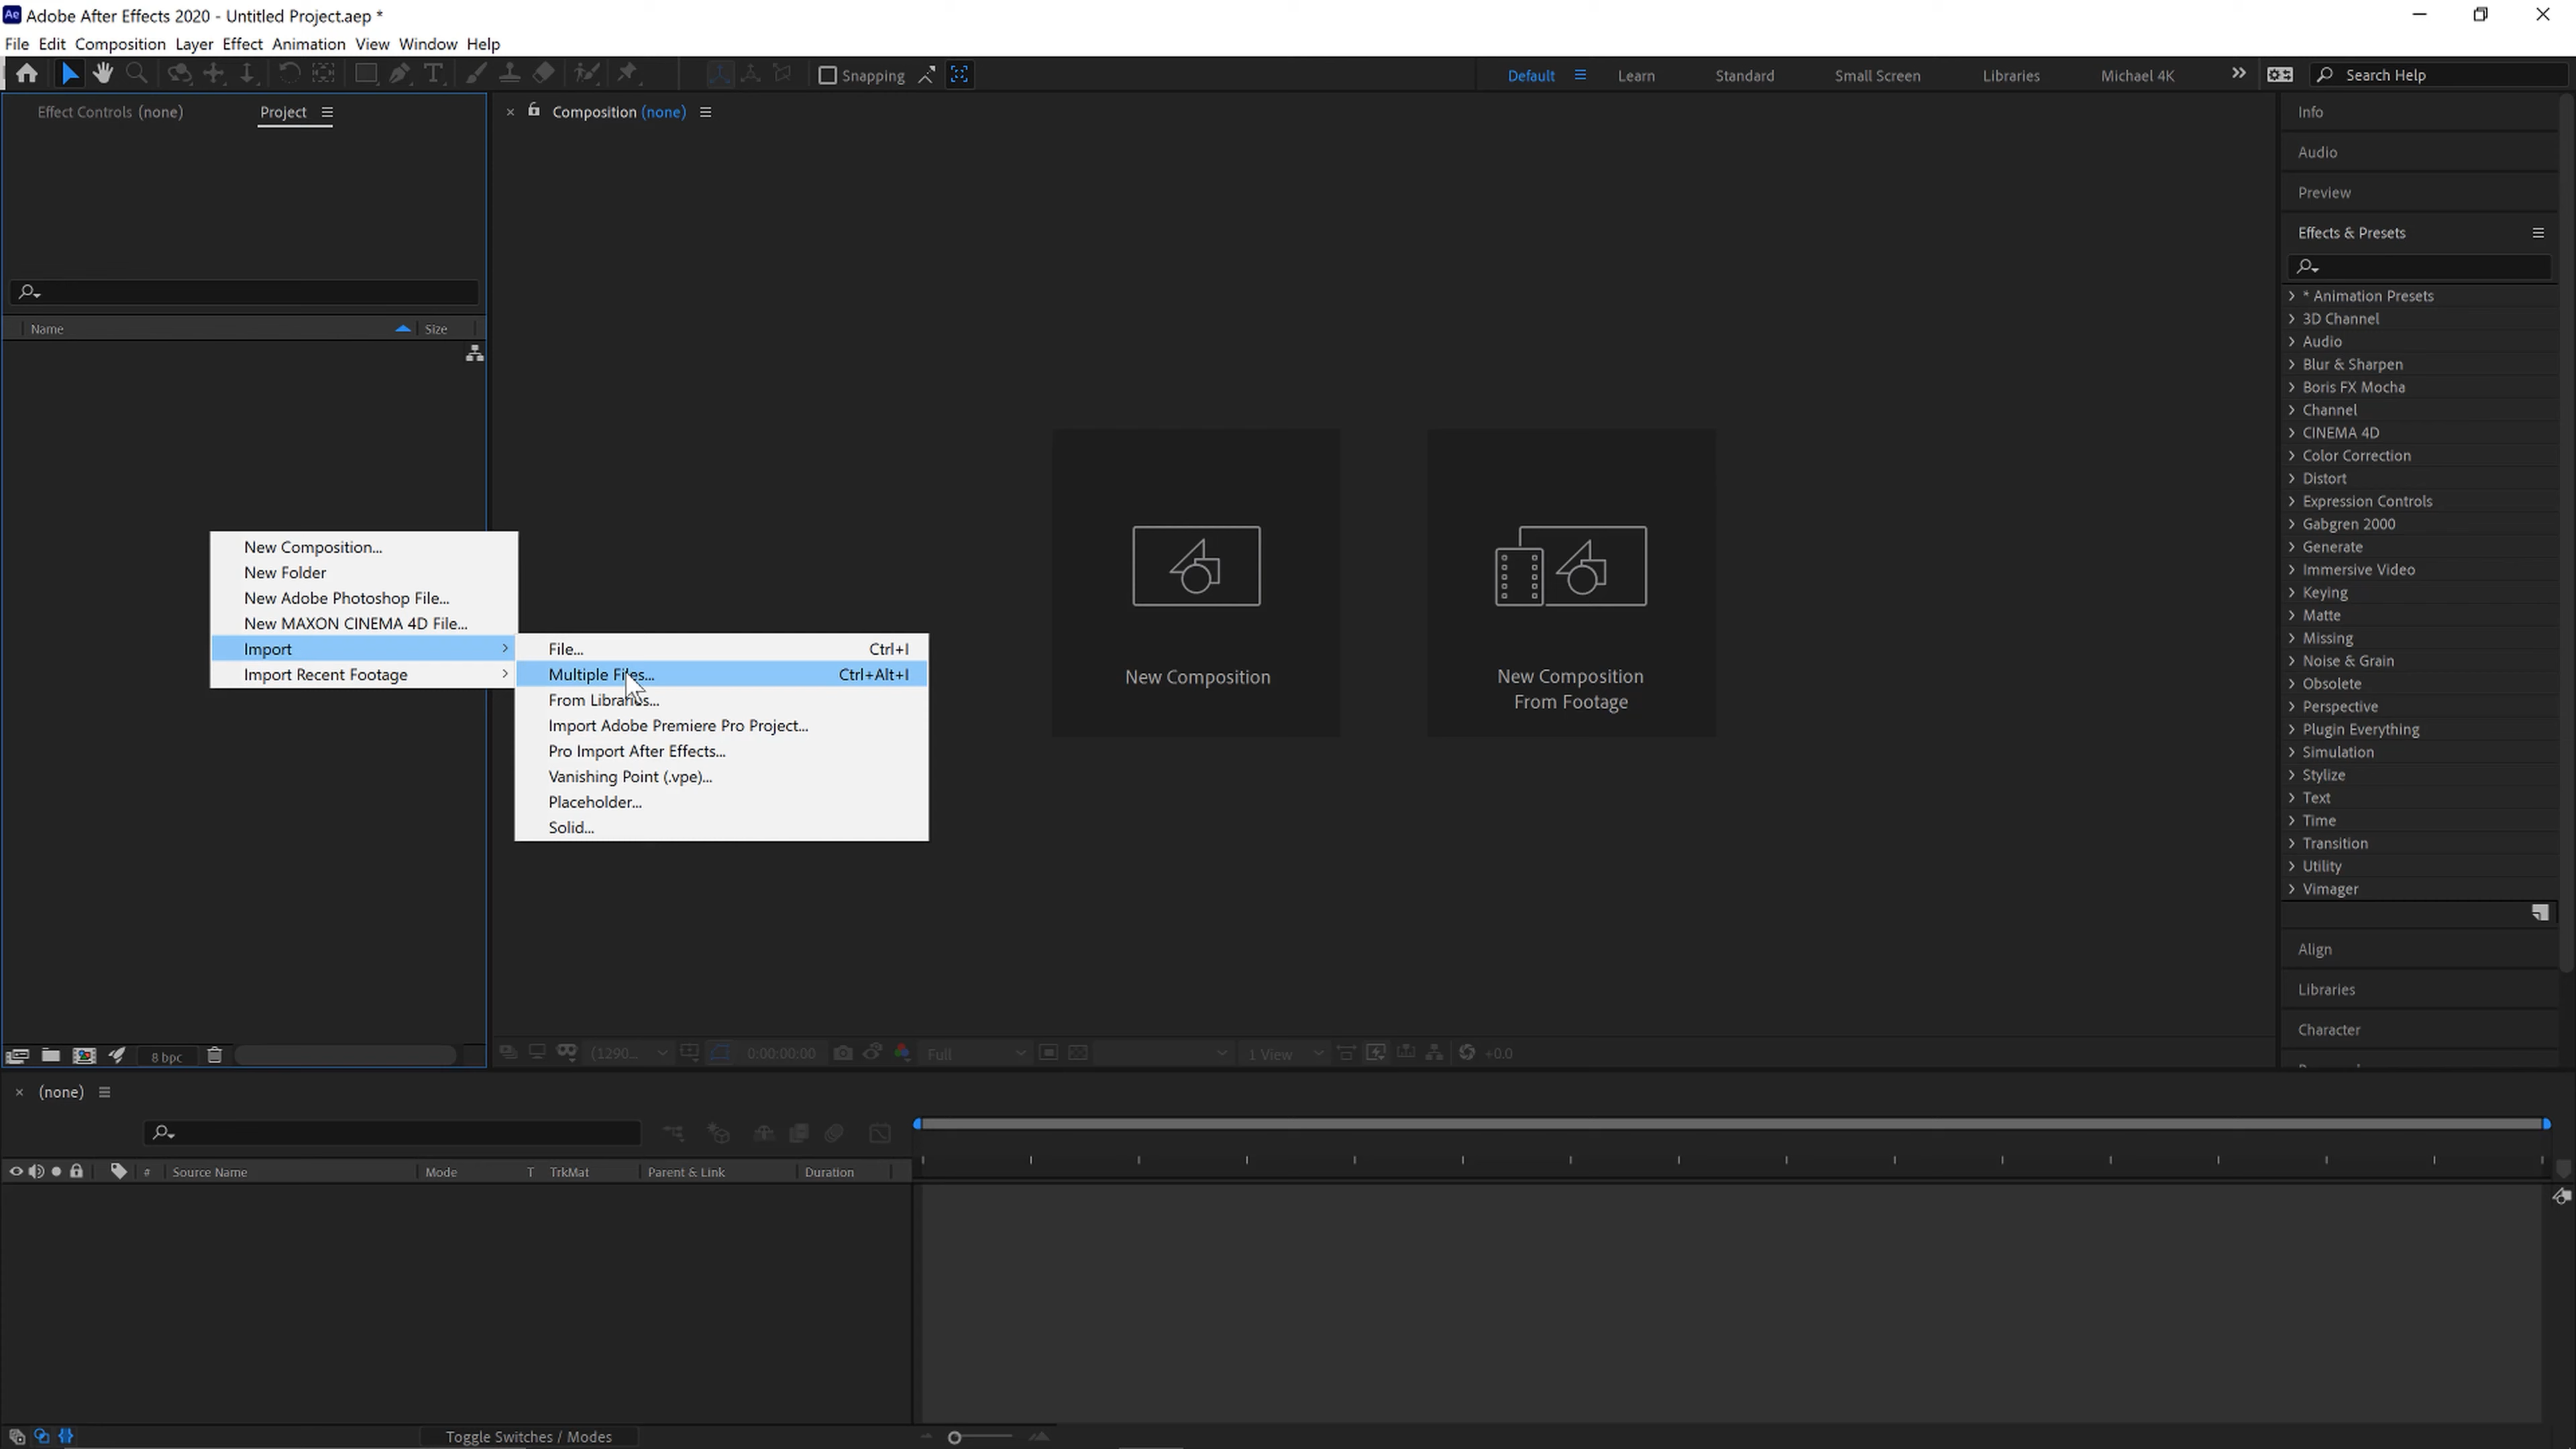 Ae Adobe After Effects 2020 - Untitled Project.aep *
File Edit Composition Layer Effect Animation View Window Help
Snapping Default Learn Standard Small Screen Libraries Michael 4K Search Help
Effect Controls (none) Project
Composition (none)
Name Size
New Composition...
New Folder
New Adobe Photoshop File...
New MAXON CINEMA 4D File...
Import
Import Recent Footage
File... Ctrl+I
Multiple Files... Ctrl+Alt+I
From Libraries...
Import Adobe Premiere Pro Project...
Pro Import After Effects...
Vanishing Point (.vpe)...
Placeholder...
Solid...
New Composition
New Composition
From Footage
Info
Audio
Preview
Effects & Presets
* Animation Presets
3D Channel
Audio
Blur & Sharpen
Boris FX Mocha
Channel
CINEMA 4D
Color Correction
Distort
Expression Controls
Gabgren 2000
Generate
Immersive Video
Keying
Matte
Missing
Noise & Grain
Obsolete
Perspective
Plugin Everything
Simulation
Stylize
Text
Time
Transition
Utility
Vimager
Align
Libraries
Character
8 bpc
(1290... 0:00:00:00 Full 1 View +0.0
(none)
# Source Name Mode T TrkMat Parent & Link Duration
Toggle Switches / Modes